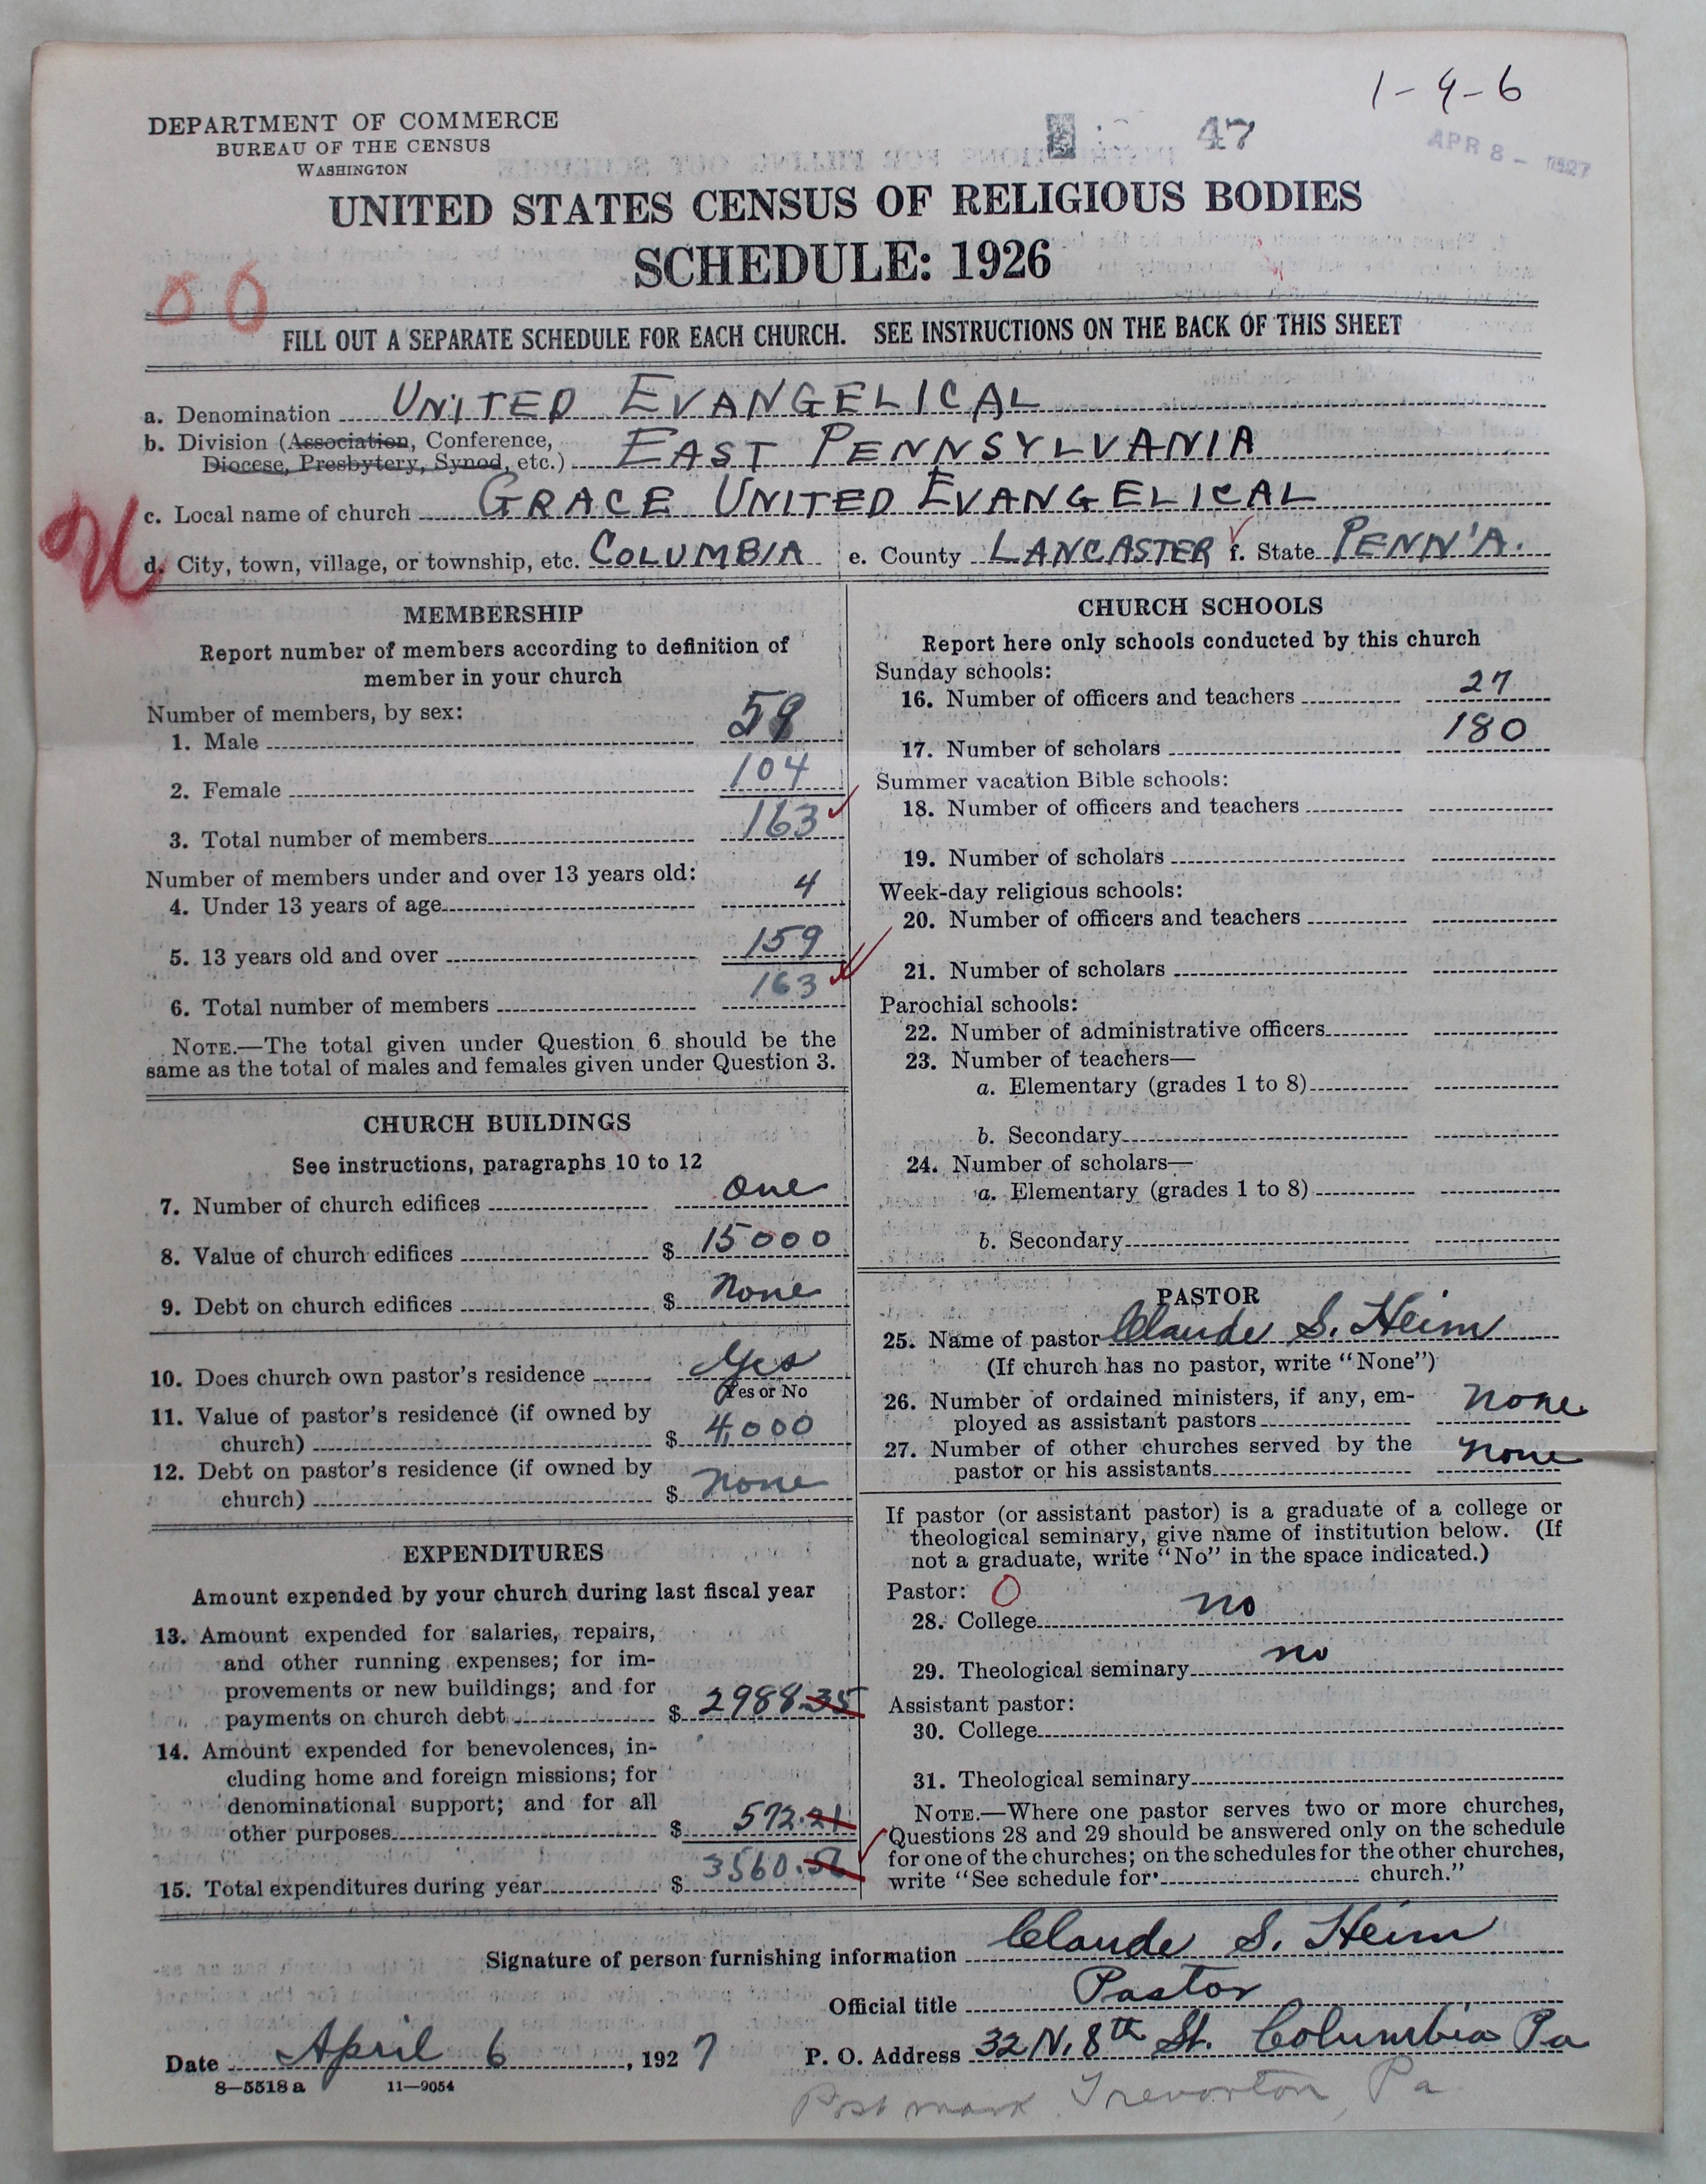 1-9-6
DEPARTMENT OF COMMERCE
BUREAU OF THE CENSUS
WASHINGTON
47
APR 8 - 1927
UNITED STATES CENSUS OF RELIGIOUS BODIES
SCHEDULE: 1926
FILL OUT A SEPARATE SCHEDULE FOR EACH CHURCH. SEE INSTRUCTIONS ON THE BACK OF THIS SHEET
a. Denomination UNITED EVANGELICAL
b. Division (Association, Conference,
Diocese, Presbytery, Synod, etc.) EAST PENNSYLVANIA
c. Local name of church GRACE UNITED EVANGELICAL
d. City, town, village, or township, etc. COLUMBIA e. County LANCASTER f. State PENN'A.
MEMBERSHIP
Report number of members according to definition of
member in your church
Number of members, by sex:
1. Male 59
2. Female 104
3. Total number of members 163
Number of members under and over 13 years old:
4. Under 13 years of age 4
5. 13 years old and over 159
6. Total number of members 163
NOTE.—The total given under Question 6 should be the
same as the total of males and females given under Question 3.
CHURCH BUILDINGS
See instructions, paragraphs 10 to 12
7. Number of church edifices One
8. Value of church edifices $ 15000
9. Debt on church edifices $ None
10. Does church own pastor's residence Yes
Yes or No
11. Value of pastor's residence (if owned by
church) $ 4,000
12. Debt on pastor's residence (if owned by
church) $ None
EXPENDITURES
Amount expended by your church during last fiscal year
13. Amount expended for salaries, repairs,
and other running expenses; for im-
provements or new buildings; and for
payments on church debt $ 2988.35
14. Amount expended for benevolences, in-
cluding home and foreign missions; for
denominational support; and for all
other purposes $ 572.21
15. Total expenditures during year $ 3560.56
CHURCH SCHOOLS
Report here only schools conducted by this church
Sunday schools:
16. Number of officers and teachers 27
17. Number of scholars 180
Summer vacation Bible schools:
18. Number of officers and teachers
19. Number of scholars
Week-day religious schools:
20. Number of officers and teachers
21. Number of scholars
Parochial schools:
22. Number of administrative officers
23. Number of teachers—
a. Elementary (grades 1 to 8)
b. Secondary
24. Number of scholars—
a. Elementary (grades 1 to 8)
b. Secondary
PASTOR
25. Name of pastor Claude S. Heim
(If church has no pastor, write "None")
26. Number of ordained ministers, if any, em-
ployed as assistant pastors None
27. Number of other churches served by the
pastor or his assistants None
If pastor (or assistant pastor) is a graduate of a college or
theological seminary, give name of institution below. (If
not a graduate, write "No" in the space indicated.)
Pastor: 0
28. College no
29. Theological seminary no
Assistant pastor:
30. College
31. Theological seminary
NOTE.—Where one pastor serves two or more churches,
Questions 28 and 29 should be answered only on the schedule
for one of the churches; on the schedules for the other churches,
write "See schedule for church."
Signature of person furnishing information Claude S. Heim
Official title Pastor
Date April 6, 1927 P. O. Address 32 N. 8th St. Columbia Pa
8—5518 a 11—9054
Post mark Trevorton, Pa